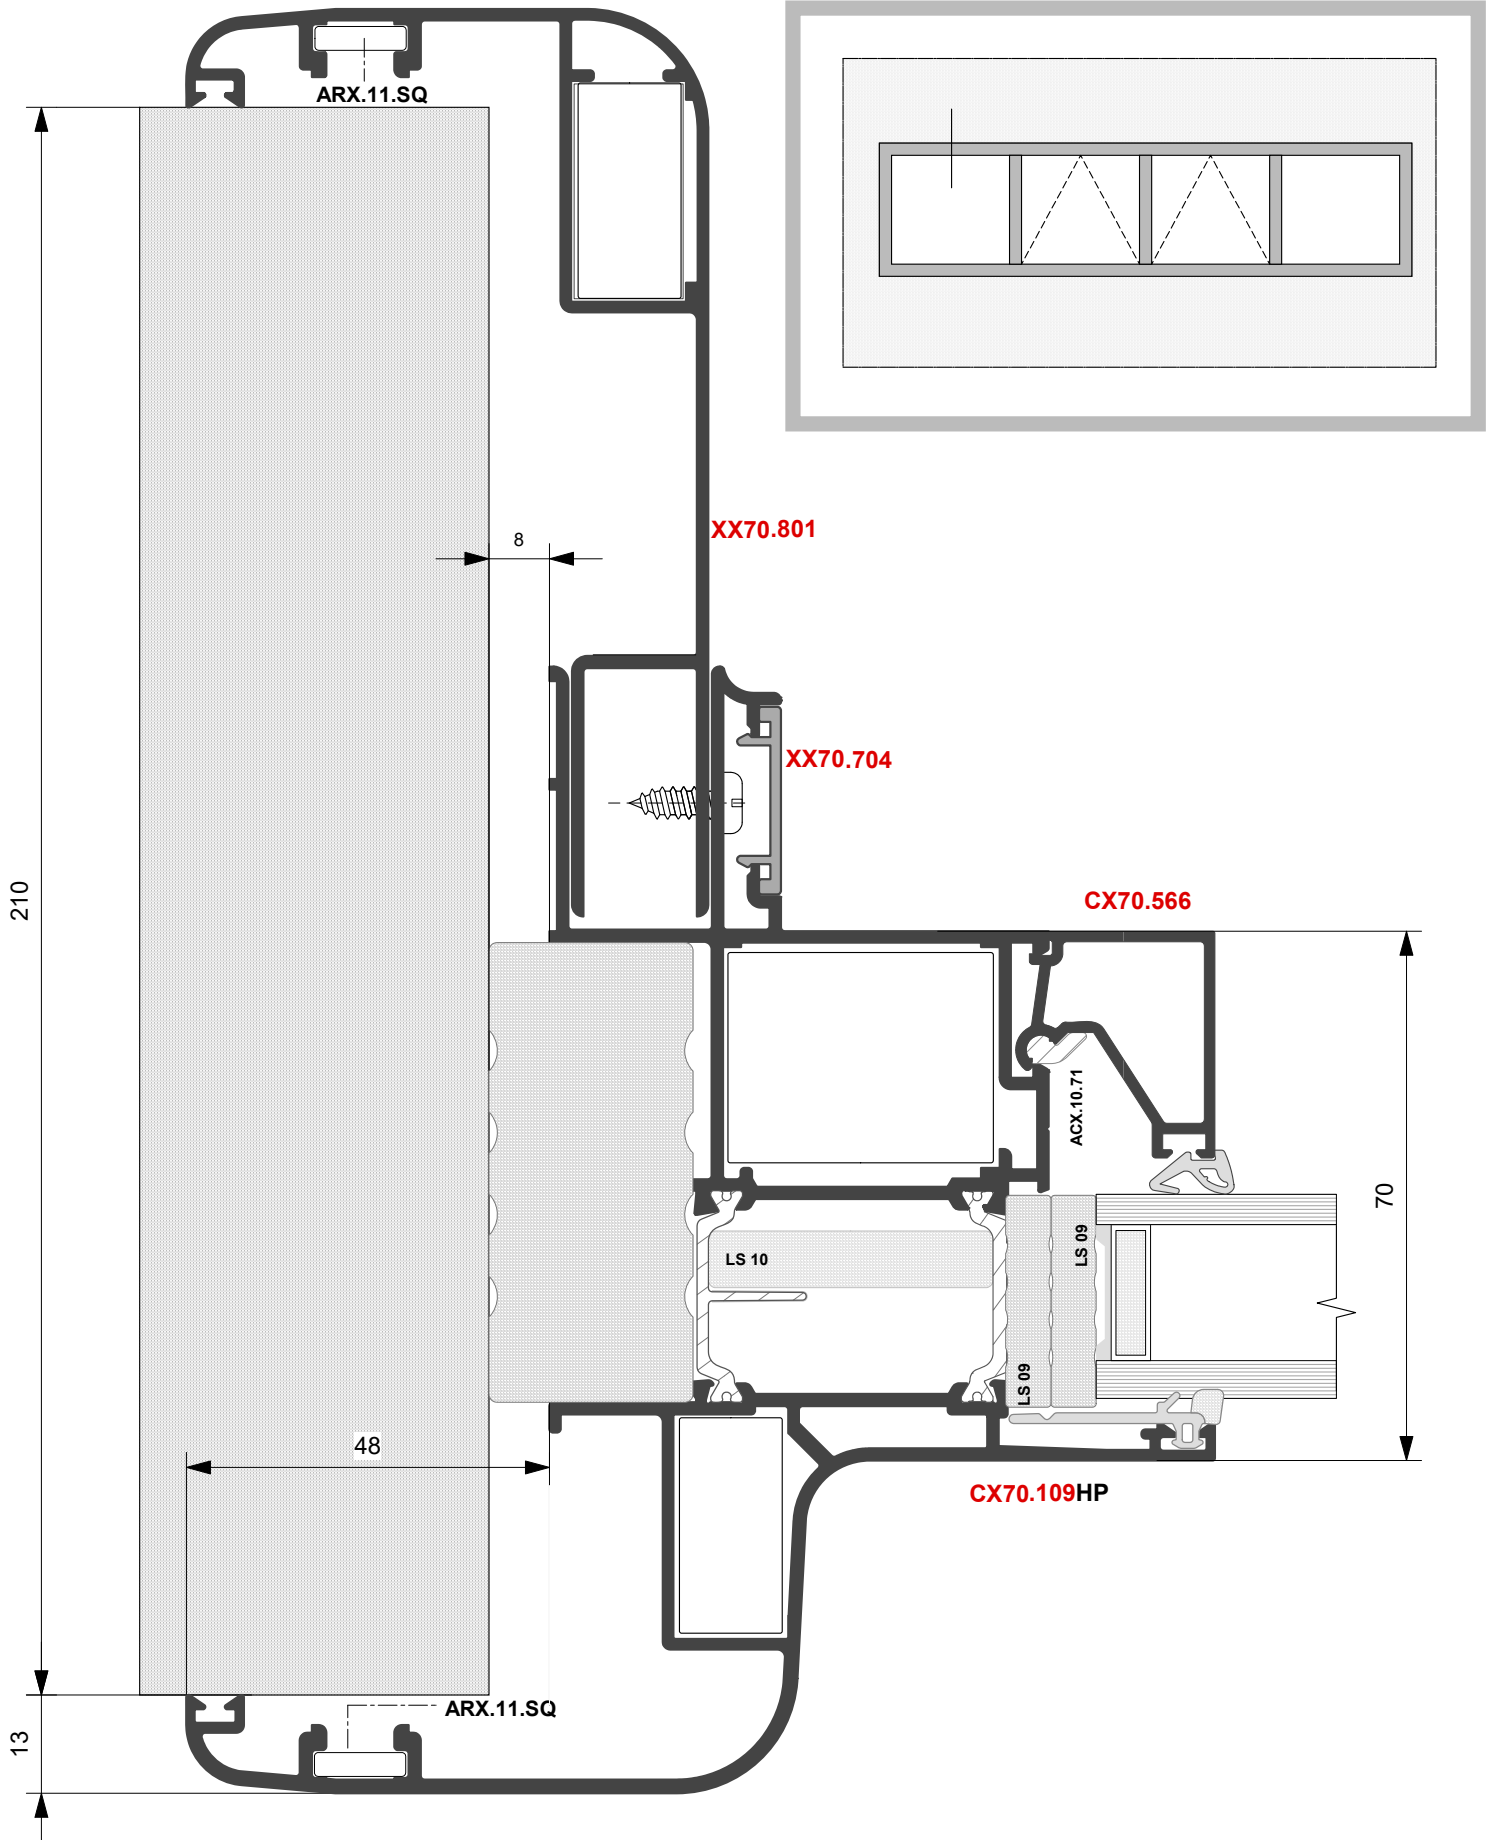 ARX.11.SQ
XX70.801
8
XX70.704
210
CX70.566
ACX.10.71
70
LS 10
LS 09
LS 09
48
CX70.109HP
ARX.11.SQ
13